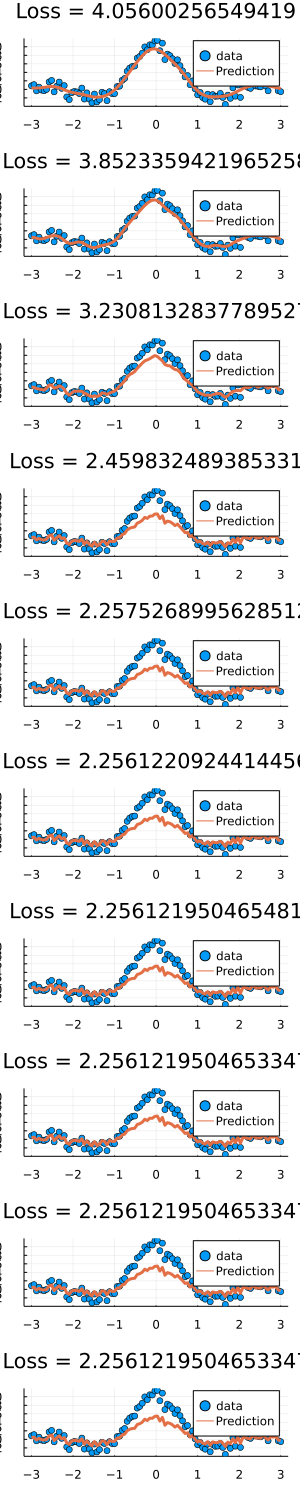 Loss = 4.05600256549419
data
Prediction
−3 −2 −1 0 1 2 3
Loss = 3.852335942196525
data
Prediction
−3 −2 −1 0 1 2 3
Loss = 3.230813283778952
data
Prediction
−3 −2 −1 0 1 2 3
Loss = 2.459832489385331
data
Prediction
−3 −2 −1 0 1 2 3
Loss = 2.257526899562851
data
Prediction
−3 −2 −1 0 1 2 3
Loss = 2.256122092441445
data
Prediction
−3 −2 −1 0 1 2 3
Loss = 2.256121950465481
data
Prediction
−3 −2 −1 0 1 2 3
Loss = 2.256121950465334
data
Prediction
−3 −2 −1 0 1 2 3
Loss = 2.256121950465334
data
Prediction
−3 −2 −1 0 1 2 3
Loss = 2.256121950465334
data
Prediction
−3 −2 −1 0 1 2 3